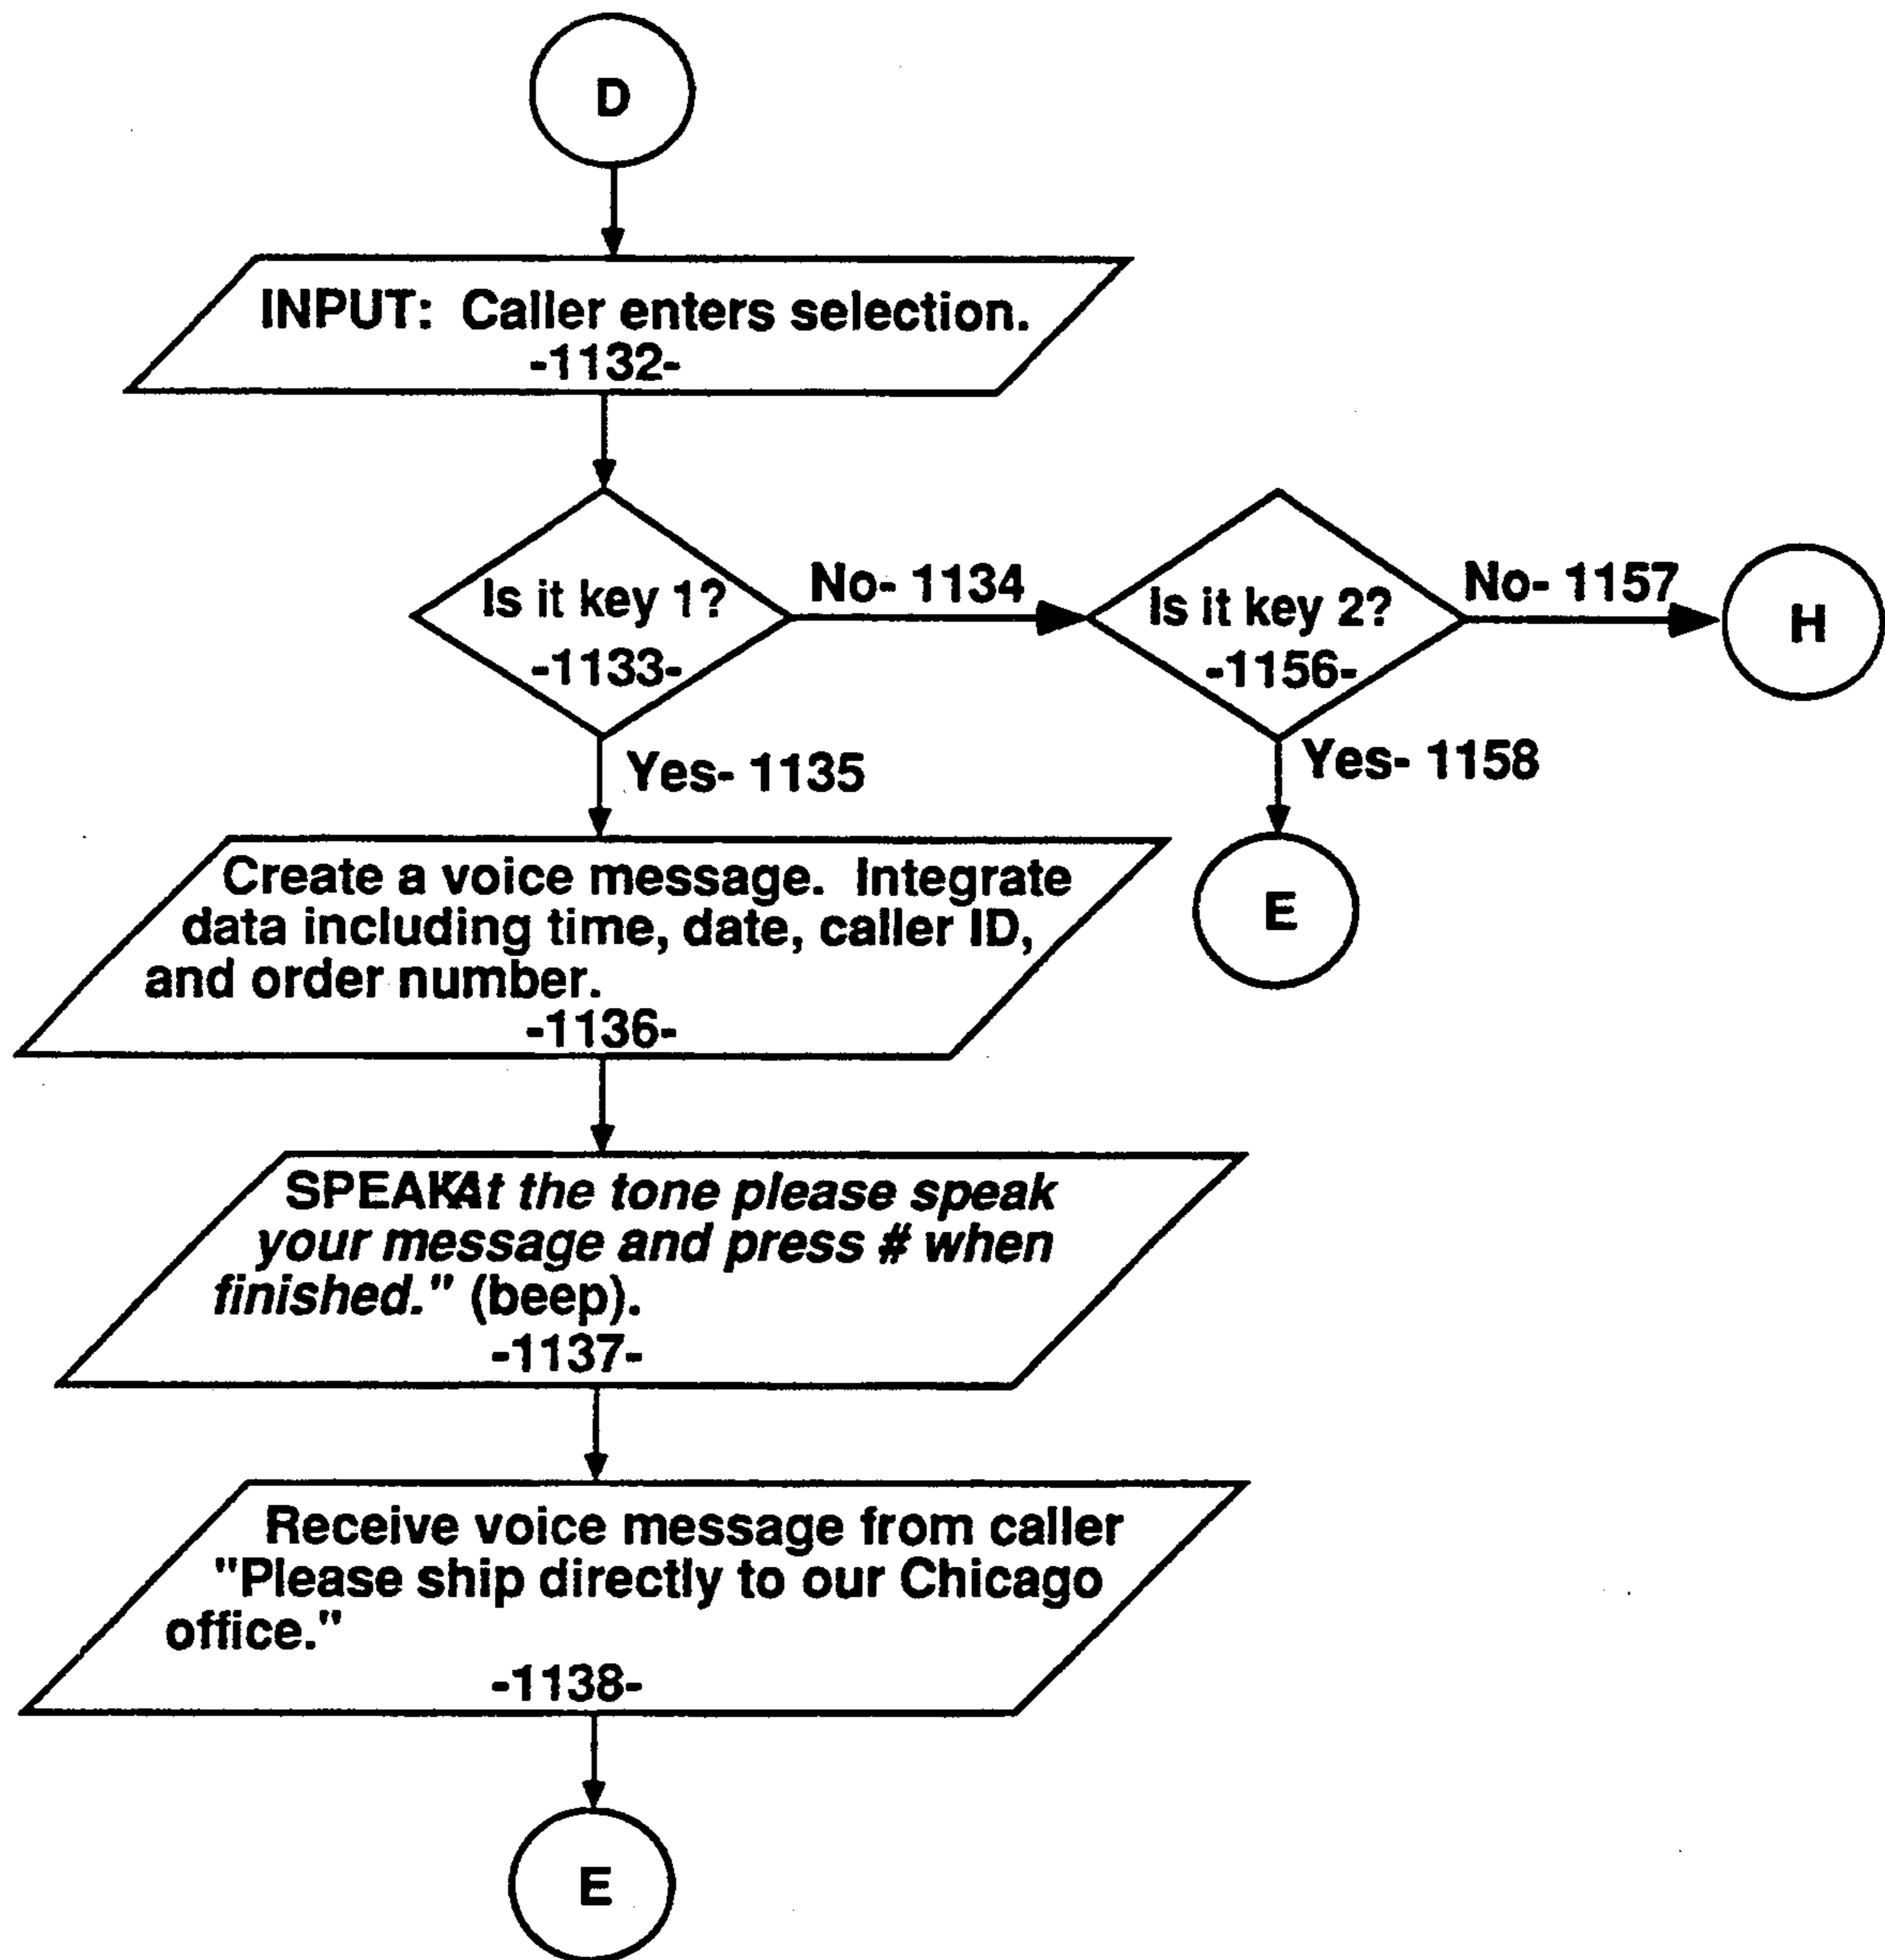 D
INPUT: Caller enters selection.
-1132-
Is it key 1?
-1133-
No- 1134
Is it key 2?
-1156-
No- 1157
H
Yes- 1135
Yes- 1158
E
Create a voice message. Integrate
data including time, date, caller ID,
and order number.
-1136-
SPEAK At the tone please speak
your message and press # when
finished." (beep).
-1137-
Receive voice message from caller
"Please ship directly to our Chicago
office."
-1138-
E